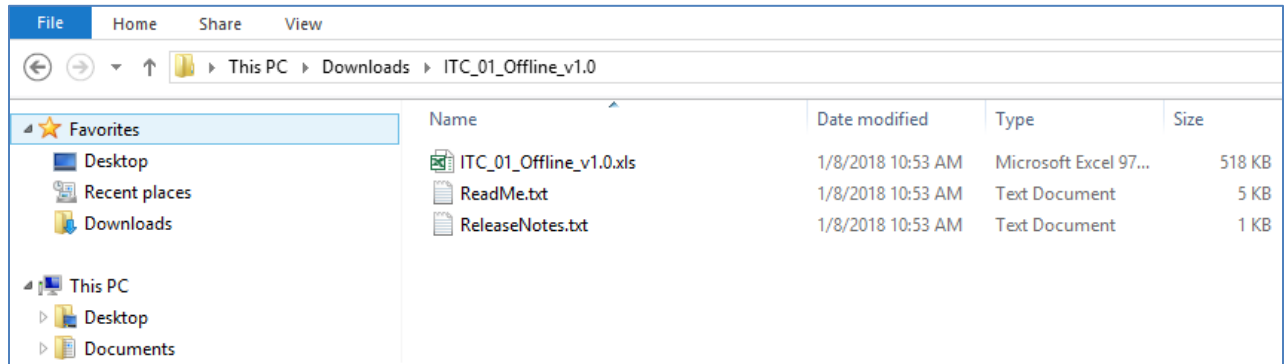 File Home Share View
This PC Downloads ITC_01_Offline_v1.0
Favorites
Desktop
Recent places
Downloads
This PC
Desktop
Documents
Name Date modified Type Size
ITC_01_Offline_v1.0.xls 1/8/2018 10:53 AM Microsoft Excel 97... 518 KB
ReadMe.txt 1/8/2018 10:53 AM Text Document 5 KB
ReleaseNotes.txt 1/8/2018 10:53 AM Text Document 1 KB